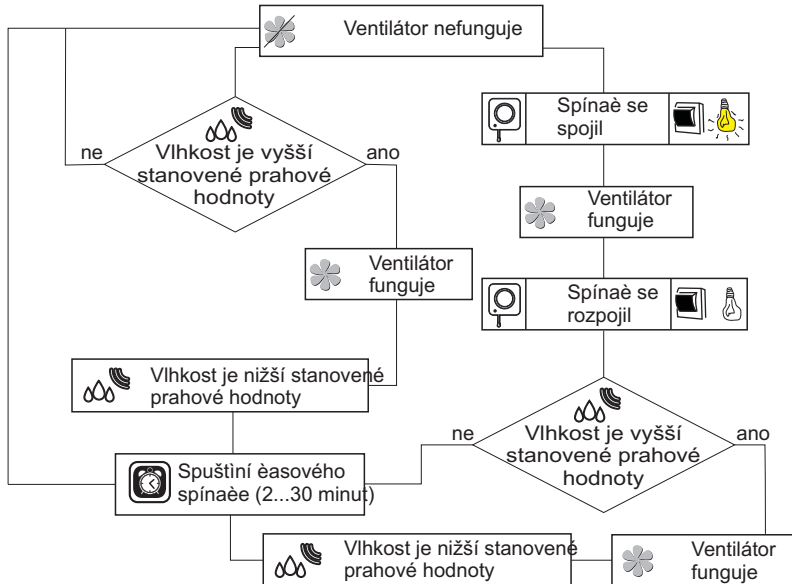 Ventilátor nefunguje
Spínaè se
spojil
ne
ano
Vlhkost je vyšší
stanovené prahové
hodnoty
Ventilátor
funguje
Ventilátor
funguje
Spínaè se
rozpojil
Vlhkost je nižší stanovené
prahové hodnoty
ne
ano
Vlhkost je vyšší
stanovené prahové
hodnoty
Spuštìní èasového
spínaèe (2...30 minut)
Vlhkost je nižší stanovené
prahové hodnoty
Ventilátor
funguje